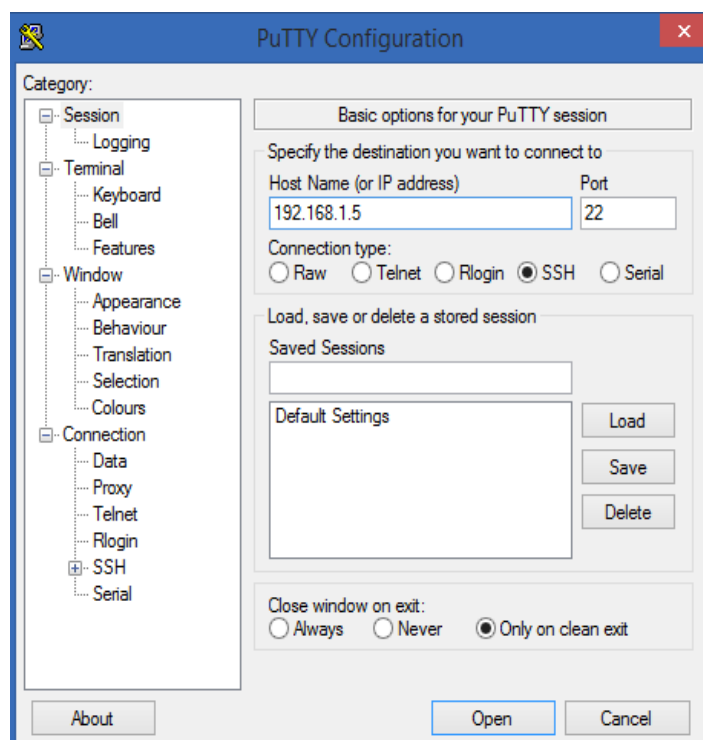 PuTTY Configuration
Category:
Session
Logging
Terminal
Keyboard
Bell
Features
Window
Appearance
Behaviour
Translation
Selection
Colours
Connection
Data
Proxy
Telnet
Rlogin
SSH
Serial
Basic options for your PuTTY session
Specify the destination you want to connect to
Host Name (or IP address) Port
192.168.1.5 22
Connection type:
Raw Telnet Rlogin SSH Serial
Load, save or delete a stored session
Saved Sessions
Default Settings
Load
Save
Delete
Close window on exit:
Always Never Only on clean exit
About Open Cancel